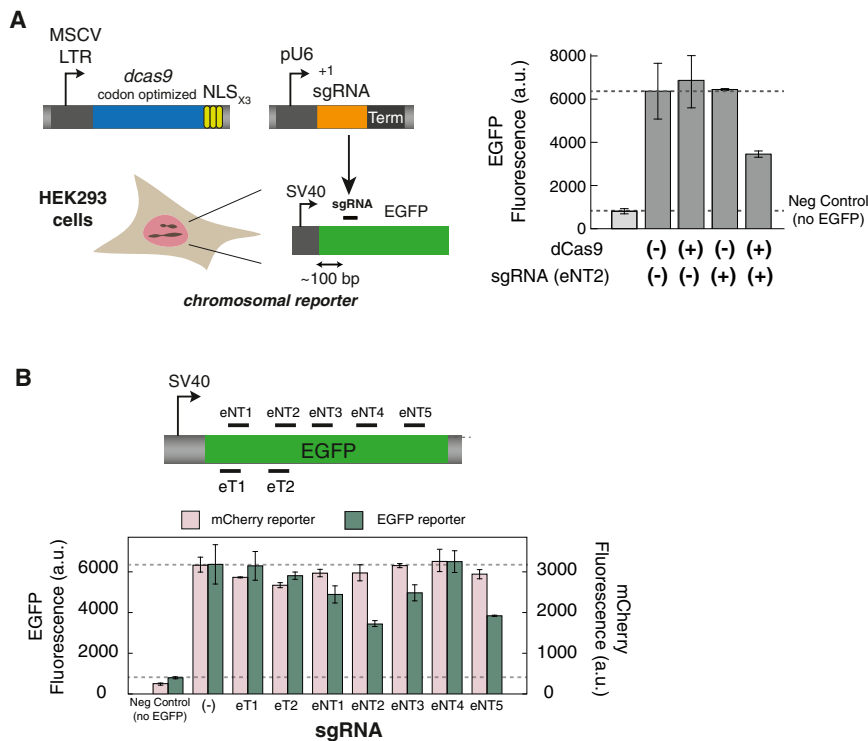 A
MSCV
LTR
dcas9
codon optimized
NLSX3
pU6
+1
sgRNA
Term
HEK293
cells
SV40
sgRNA
EGFP
~100 bp
chromosomal reporter
EGFP
Fluorescence (a.u.)
8000
6000
4000
2000
0
Neg Control
(no EGFP)
dCas9 (-) (+) (-) (+)
sgRNA (eNT2) (-) (-) (+) (+)
B
SV40
eNT1 eNT2 eNT3 eNT4 eNT5
EGFP
eT1 eT2
mCherry reporter EGFP reporter
EGFP
Fluorescence (a.u.)
6000
4000
2000
0
3000
2000
1000
0
mCherry
Fluorescence (a.u.)
Neg Control
(no EGFP)
(-) eT1 eT2 eNT1 eNT2 eNT3 eNT4 eNT5
sgRNA